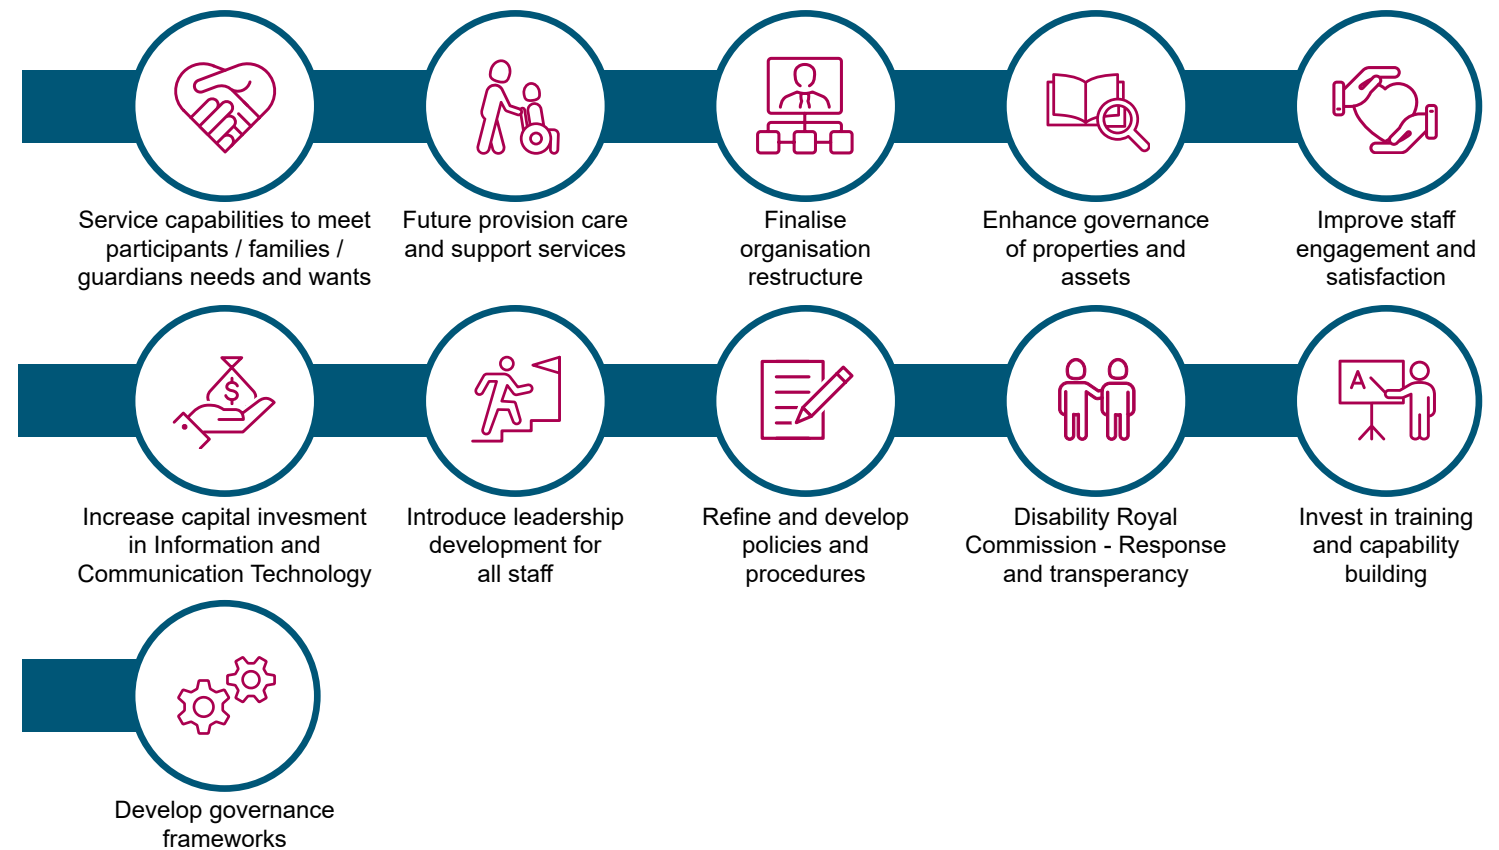 Service capabilities to meet
participants / families /
guardians needs and wants
Future provision care
and support services
Finalise
organisation
restructure
Enhance governance
of properties and
assets
Improve staff
engagement and
satisfaction
$
Increase capital invesment
in Information and
Communication Technology
Introduce leadership
development for
all staff
Refine and develop
policies and
procedures
Disability Royal
Commission - Response
and transperancy
A
Invest in training
and capability
building
Develop governance
frameworks